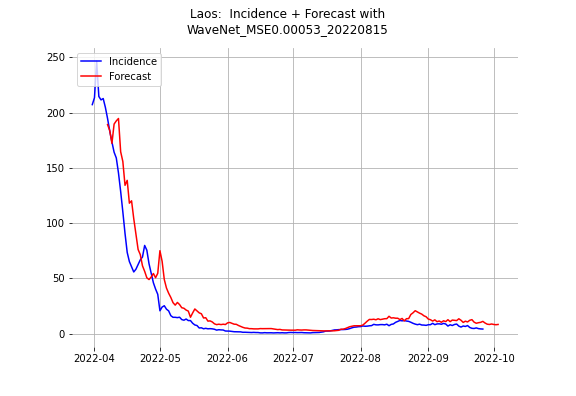 Laos:  Incidence + Forecast with
WaveNet_MSE0.00053_20220815
Incidence
Forecast
250
200
150
100
50
0
2022-04 2022-05 2022-06 2022-07 2022-08 2022-09 2022-10